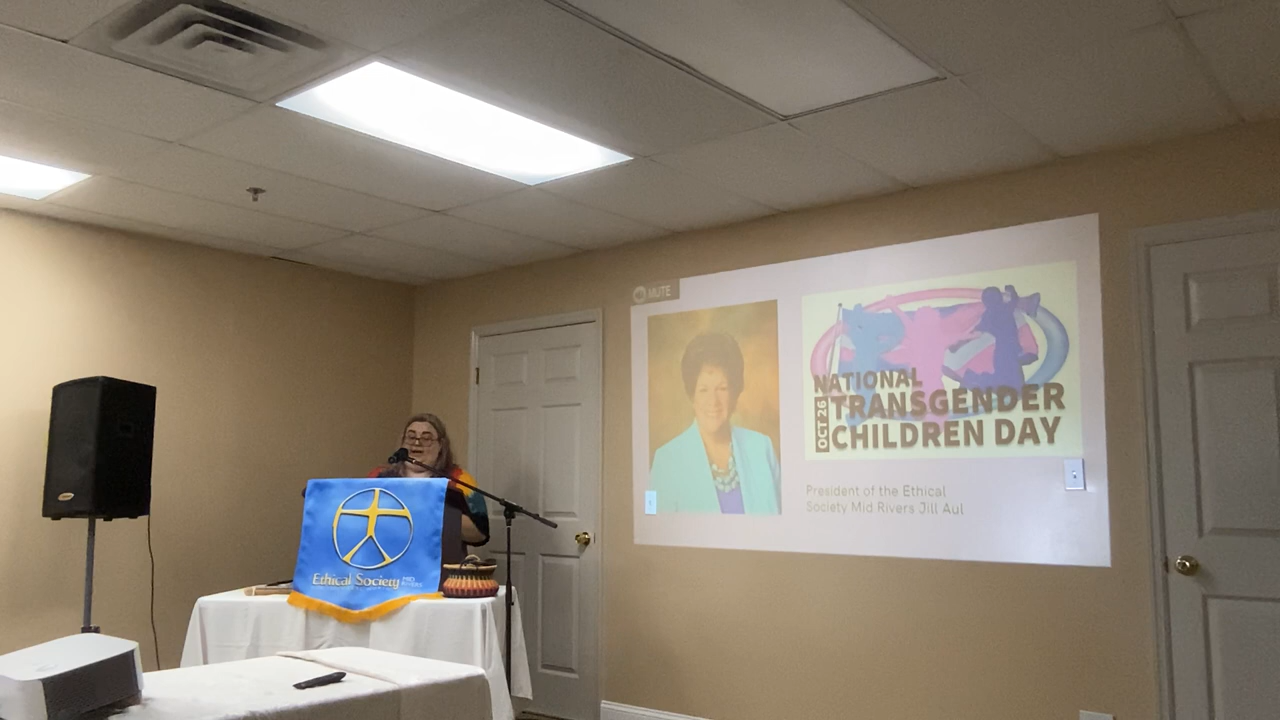 Ethical Society
MUTE
NATIONAL
OCT 26
TRANSGENDER
CHILDREN DAY
President of the Ethical
Society Mid Rivers Jill Aul